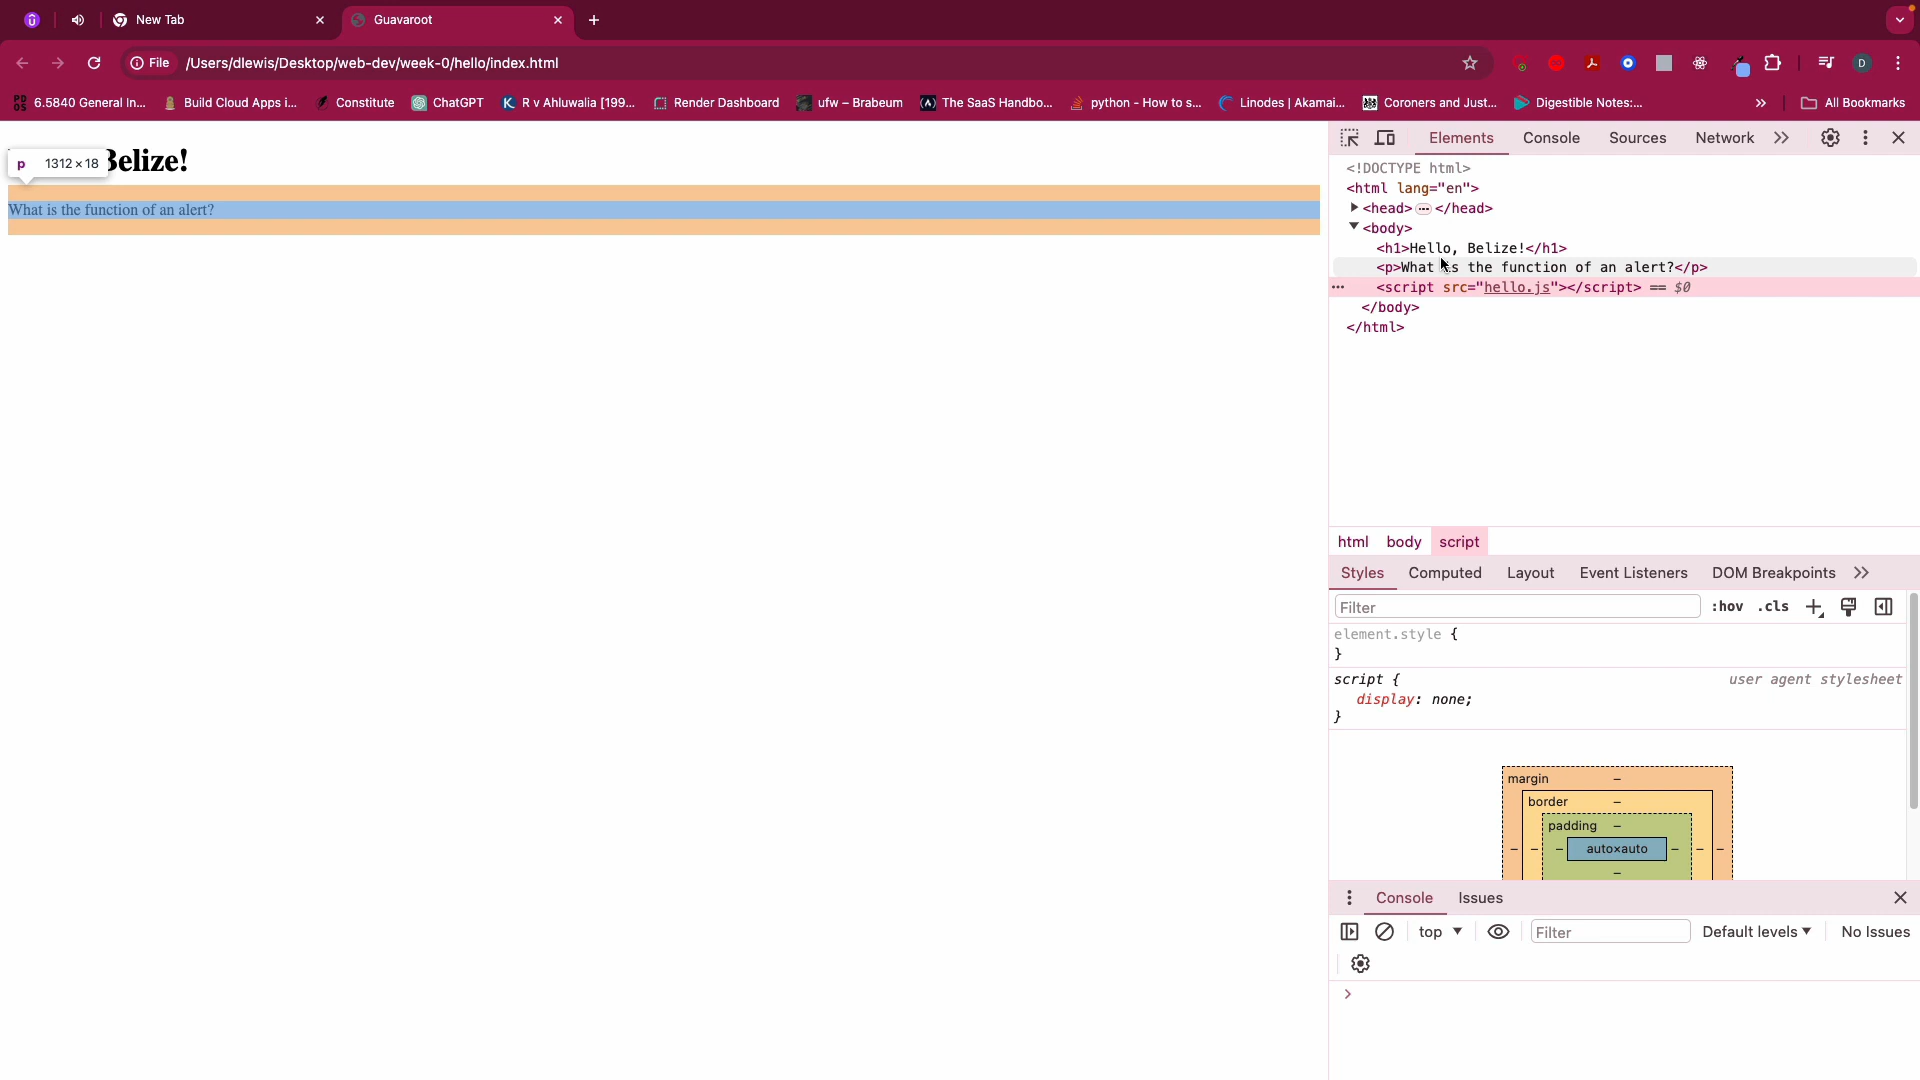 New Tab
Guavaroot
File
/Users/dlewis/Desktop/web-dev/week-0/hello/index.html
D
6.5840 General In...
Build Cloud Apps i...
Constitute
ChatGPT
R v Ahluwalia [199...
Render Dashboard
ufw – Brabeum
The SaaS Handbo...
python - How to s...
Linodes | Akamai...
Coroners and Just...
Digestible Notes:...
All Bookmarks
Belize!
p 1312×18
What is the function of an alert?
Elements Console Sources Network
<!DOCTYPE html>
<html lang="en">
<head> … </head>
<body>
<h1>Hello, Belize!</h1>
<p>What is the function of an alert?</p>
<script src="hello.js"></script> == $0
</body>
</html>
html body script
Styles Computed Layout Event Listeners DOM Breakpoints
Filter :hov .cls
element.style {
}
script { user agent stylesheet
display: none;
}
margin –
border –
padding –
– – – auto×auto – – –
–
Console Issues
top Filter Default levels No Issues